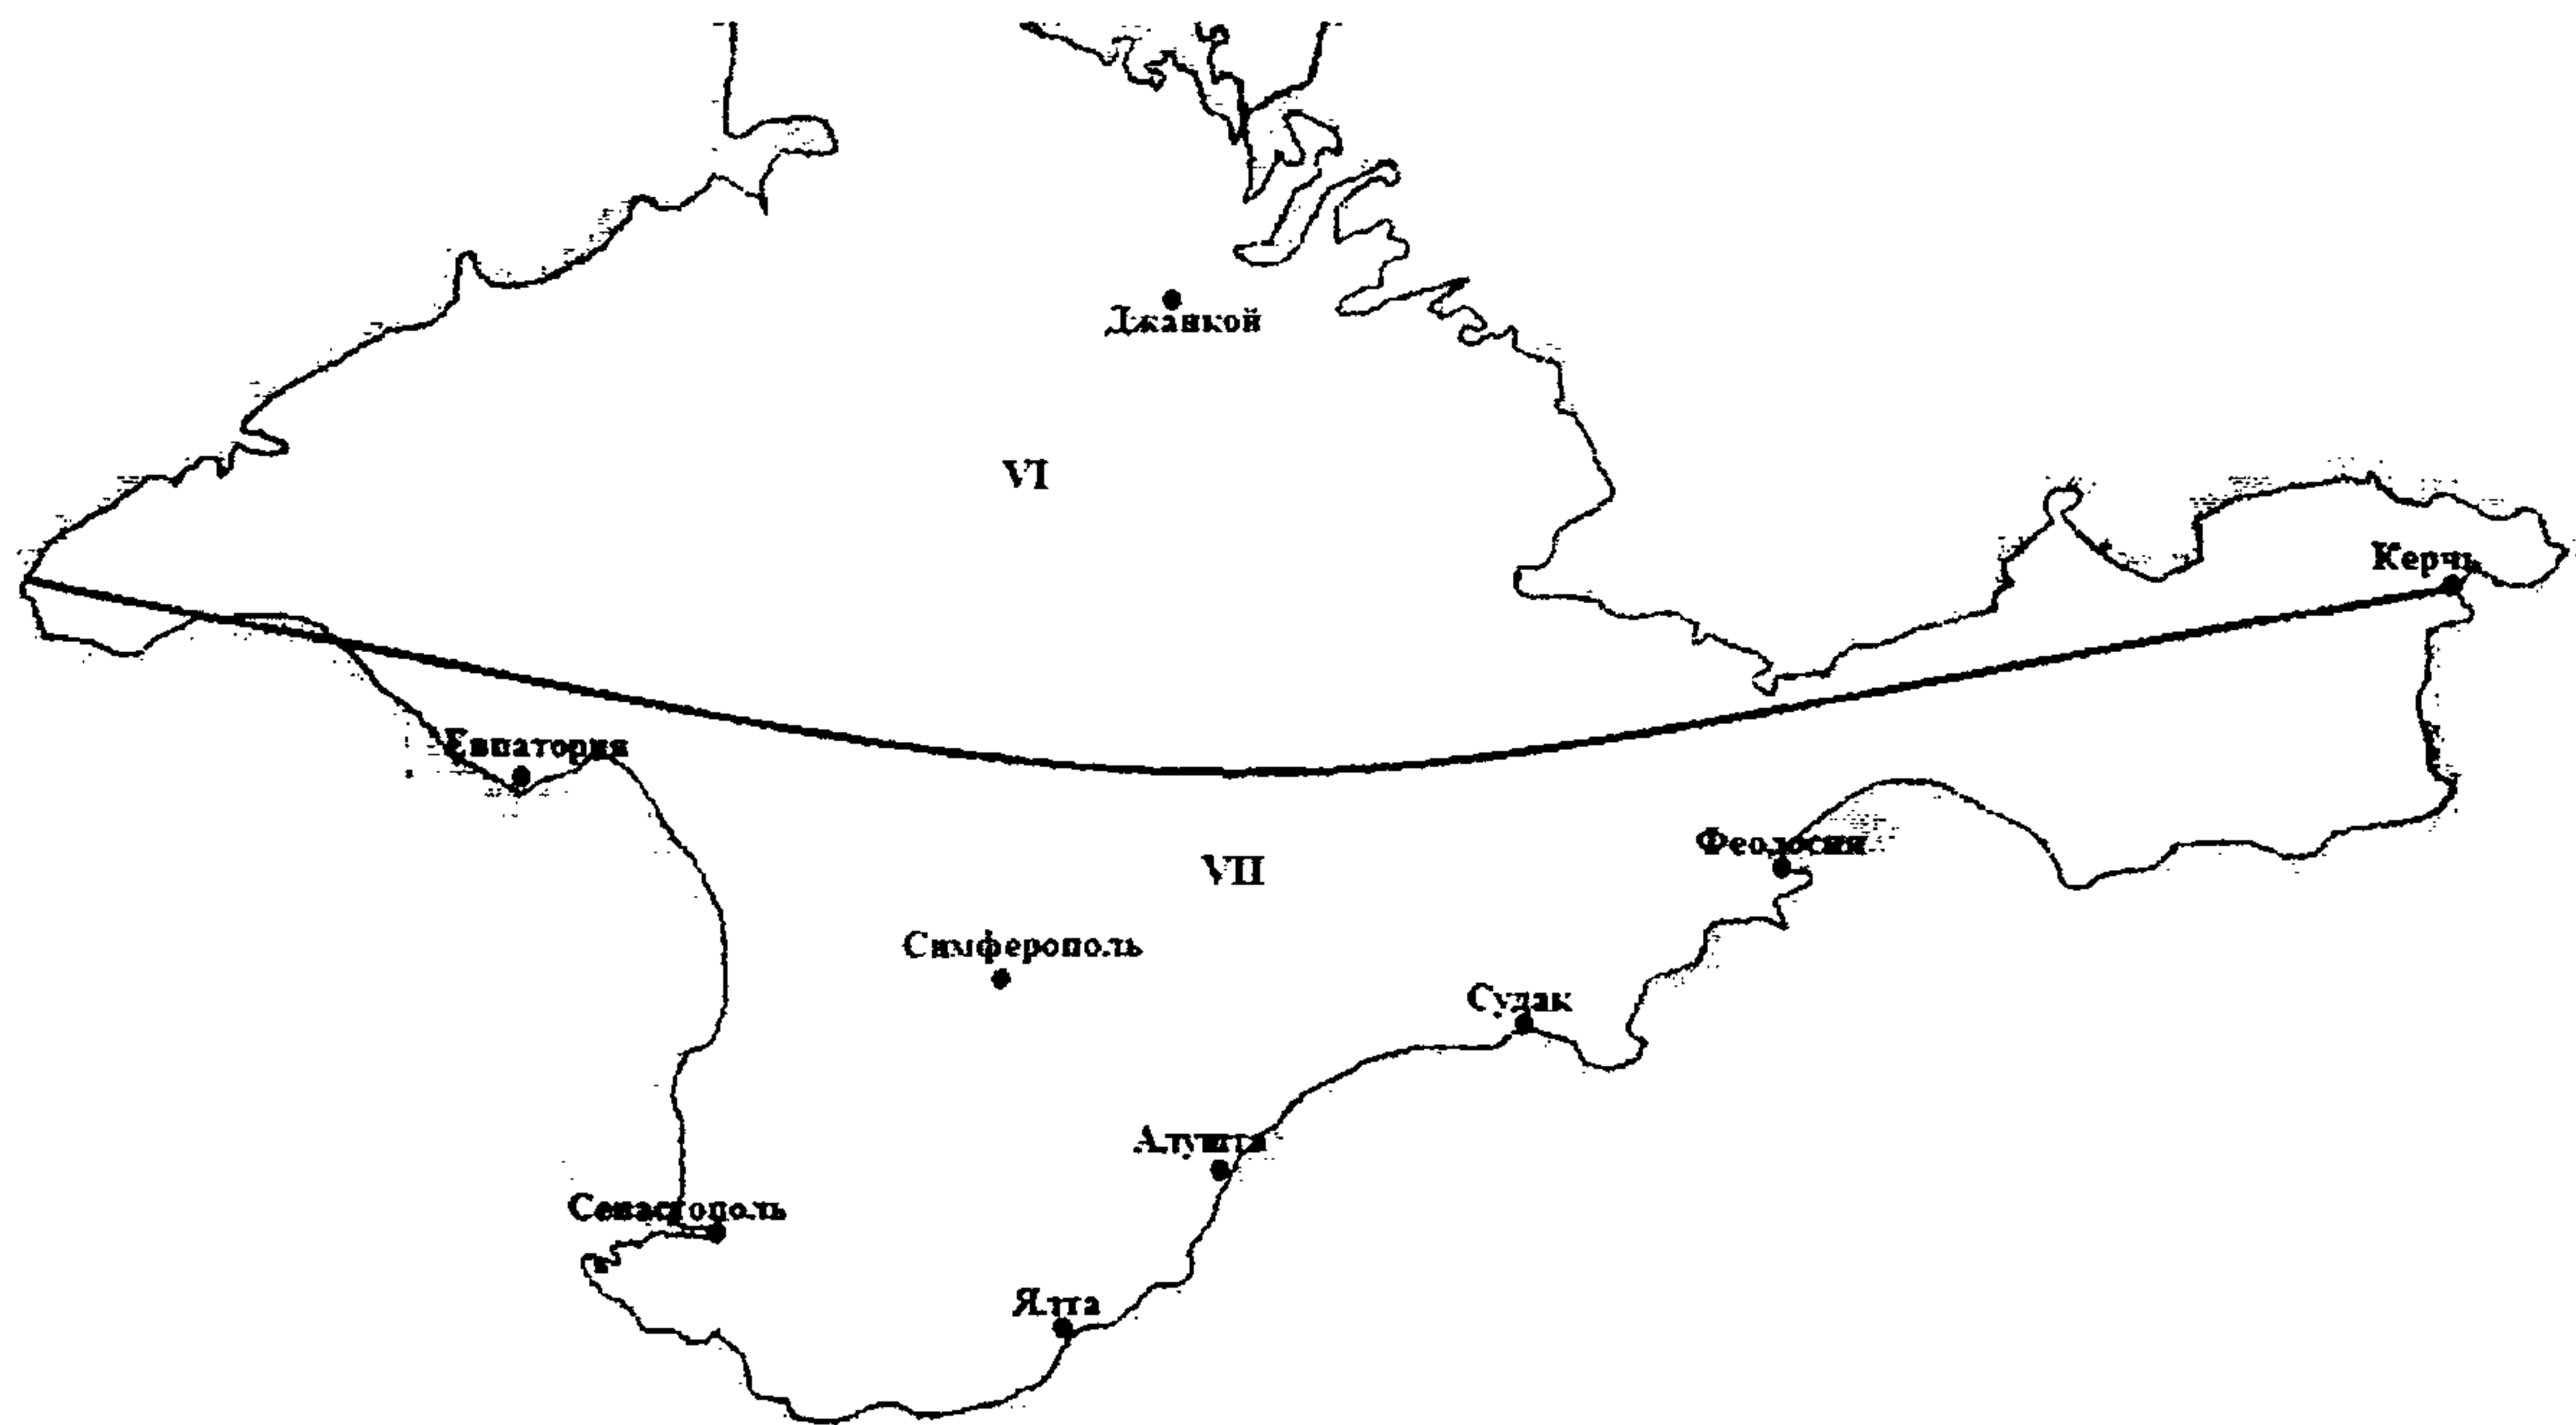 Джанкой
VI
Керчь
Евпатория
Феодосия
VII
Симферополь
Судак
Алушта
Севастополь
Ялта